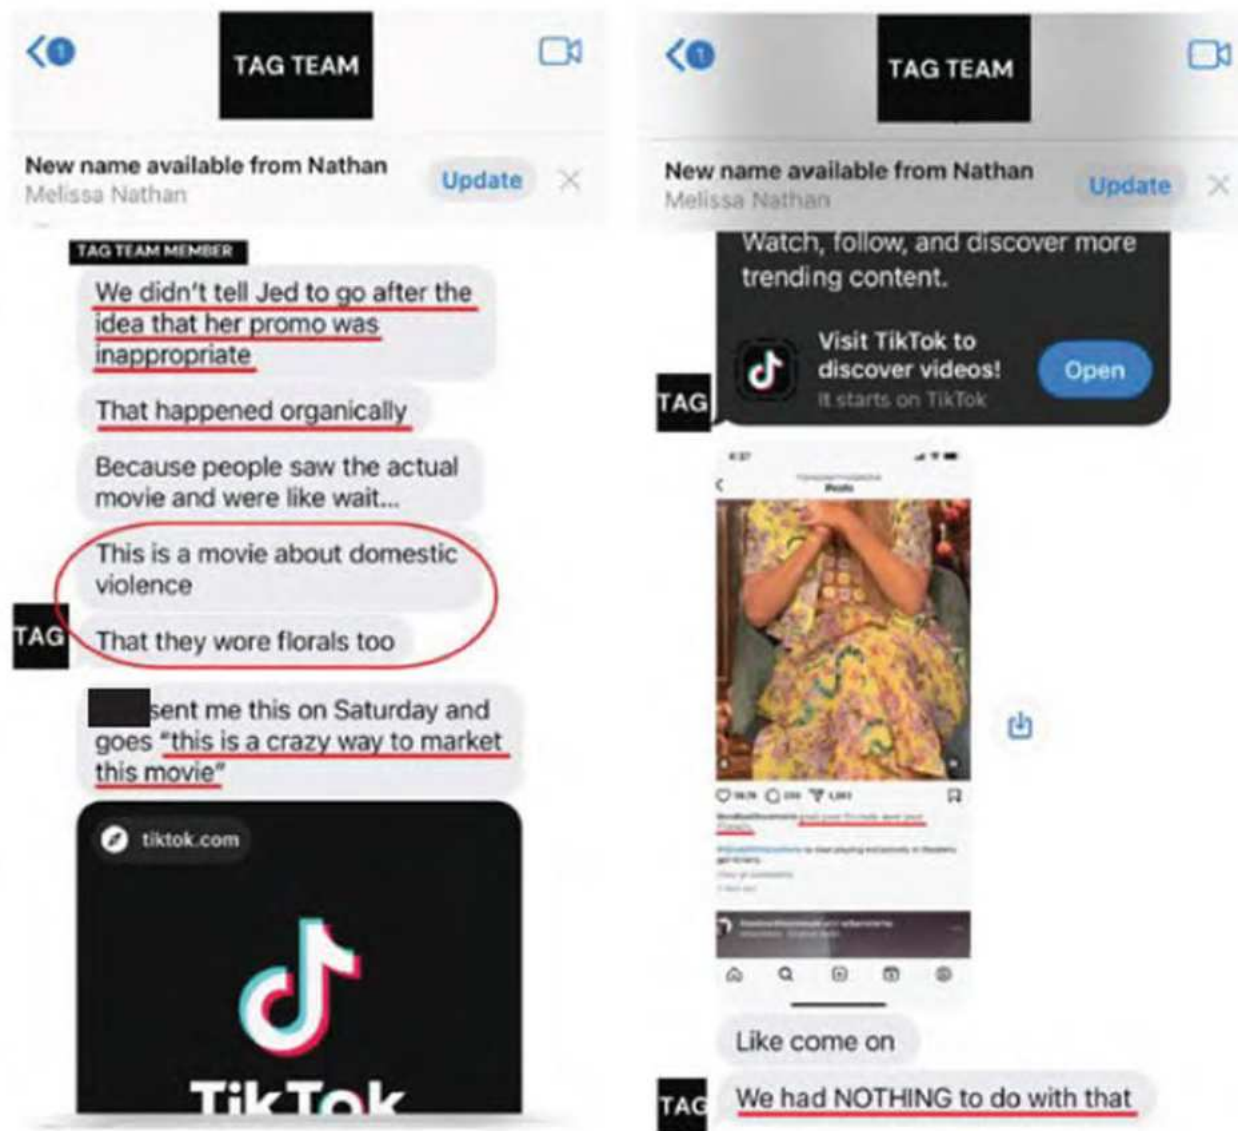 1
TAG TEAM
New name available from Nathan
Update
Melissa Nathan
TAG TEAM MEMBER
We didn't tell Jed to go after the
idea that her promo was
inappropriate
That happened organically
Because people saw the actual
movie and were like wait...
This is a movie about domestic
violence
That they wore florals too
TAG
sent me this on Saturday and
goes "this is a crazy way to market
this movie"
tiktok.com
TikTok
1
TAG TEAM
New name available from Nathan
Update
Melissa Nathan
Watch, follow, and discover more
trending content.
Visit TikTok to
discover videos!
It starts on TikTok
Open
TAG
Posts
Like come on
We had NOTHING to do with that
TAG